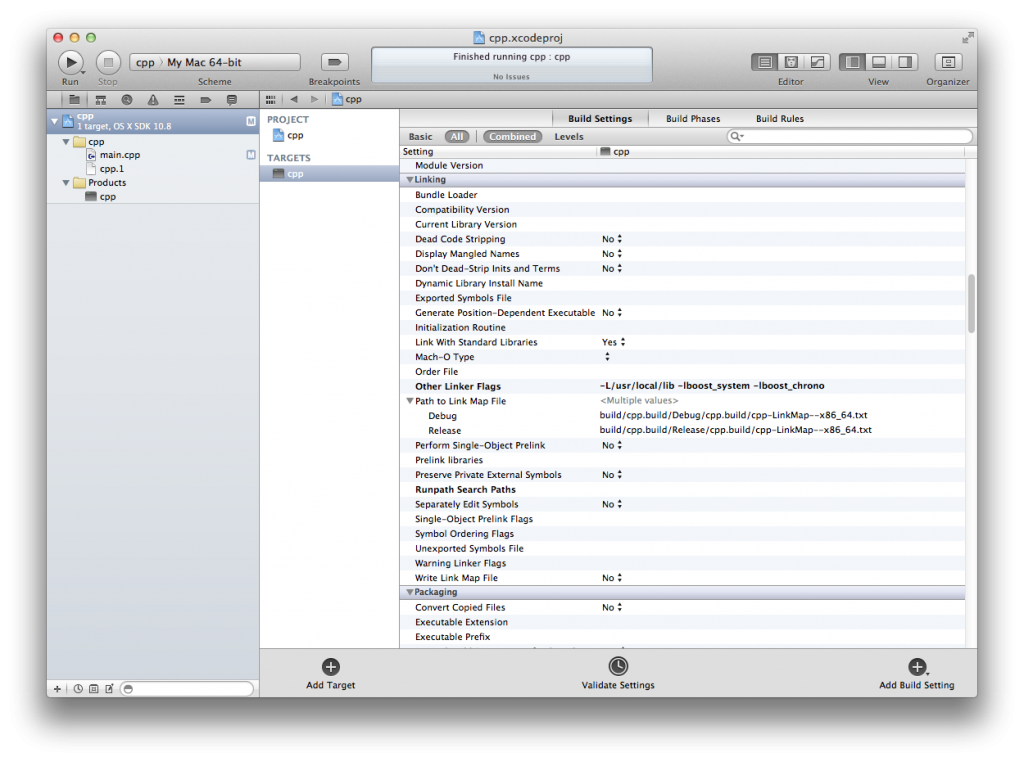 cpp.xcodeproj
cpp › My Mac 64-bit
Finished running cpp : cpp
No Issues
Run Stop Scheme Breakpoints Editor View Organizer
cpp
cpp
1 target, OS X SDK 10.8
M
cpp
main.cpp
M
cpp.1
Products
cpp
PROJECT
cpp
TARGETS
cpp
Build Settings Build Phases Build Rules
Basic All Combined Levels
Setting cpp
Module Version
Linking
Bundle Loader
Compatibility Version
Current Library Version
Dead Code Stripping No
Display Mangled Names No
Don't Dead-Strip Inits and Terms No
Dynamic Library Install Name
Exported Symbols File
Generate Position-Dependent Executable No
Initialization Routine
Link With Standard Libraries Yes
Mach-O Type
Order File
Other Linker Flags -L/usr/local/lib -lboost_system -lboost_chrono
Path to Link Map File <Multiple values>
Debug build/cpp.build/Debug/cpp.build/cpp-LinkMap--x86_64.txt
Release build/cpp.build/Release/cpp.build/cpp-LinkMap--x86_64.txt
Perform Single-Object Prelink No
Prelink libraries
Preserve Private External Symbols No
Runpath Search Paths
Separately Edit Symbols No
Single-Object Prelink Flags
Symbol Ordering Flags
Unexported Symbols File
Warning Linker Flags
Write Link Map File No
Packaging
Convert Copied Files No
Executable Extension
Executable Prefix
Add Target Validate Settings Add Build Setting